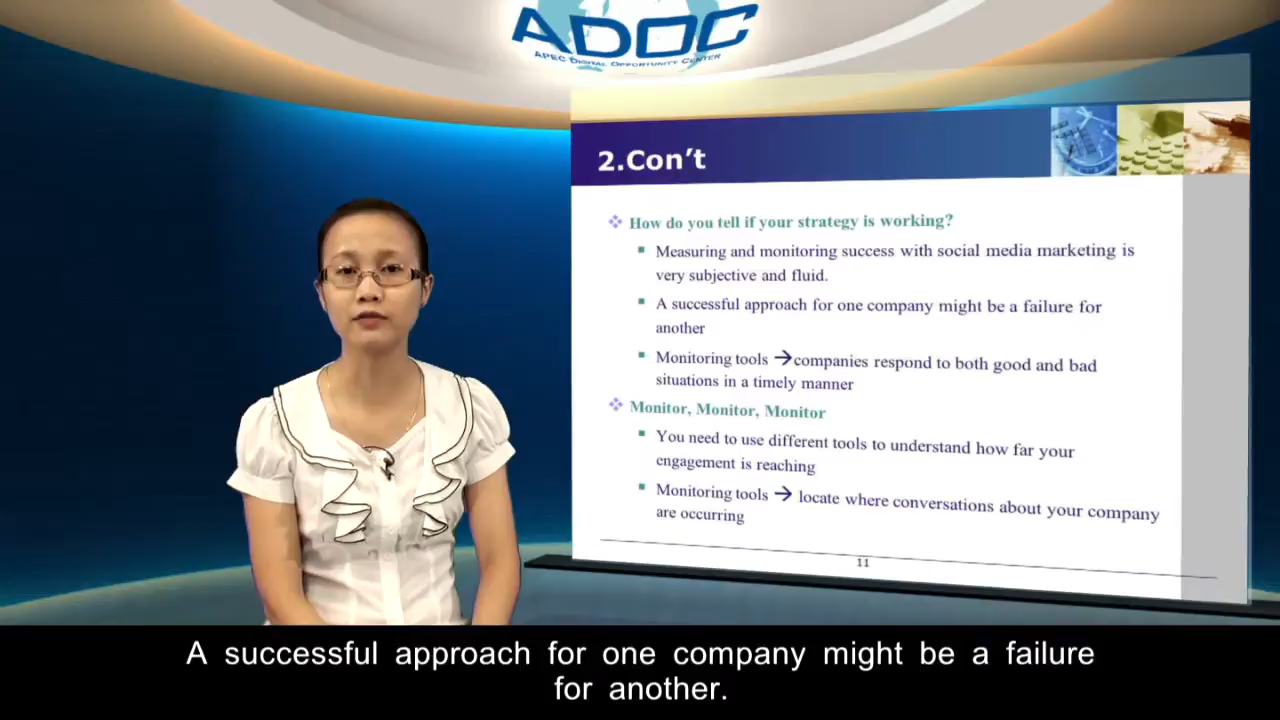 ADOC
APEC DIGITAL OPPORTUNITY CENTER
2.Con't
How do you tell if your strategy is working?
Measuring and monitoring success with social media marketing is
very subjective and fluid.
A successful approach for one company might be a failure for
another
Monitoring tools →companies respond to both good and bad
situations in a timely manner
Monitor, Monitor, Monitor
You need to use different tools to understand how far your
engagement is reaching
Monitoring tools → locate where conversations about your company
are occurring
11
A successful approach for one company might be a failure
for another.